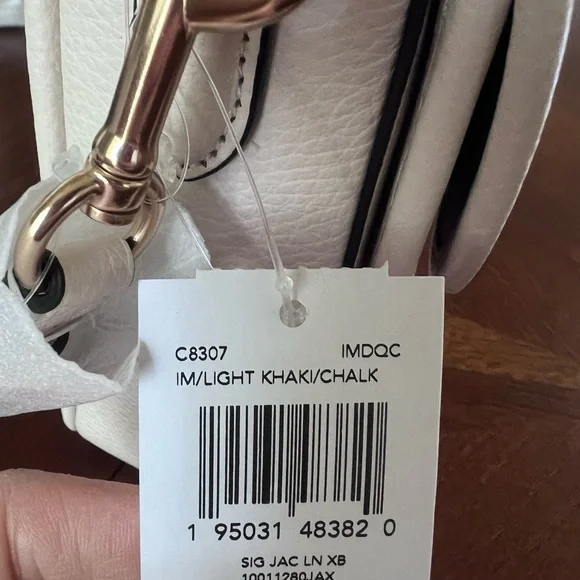 C8307 IMDQC
IM/LIGHT KHAKI/CHALK
1 95031 48382 0
SIG JAC LN XB
10011280JAX